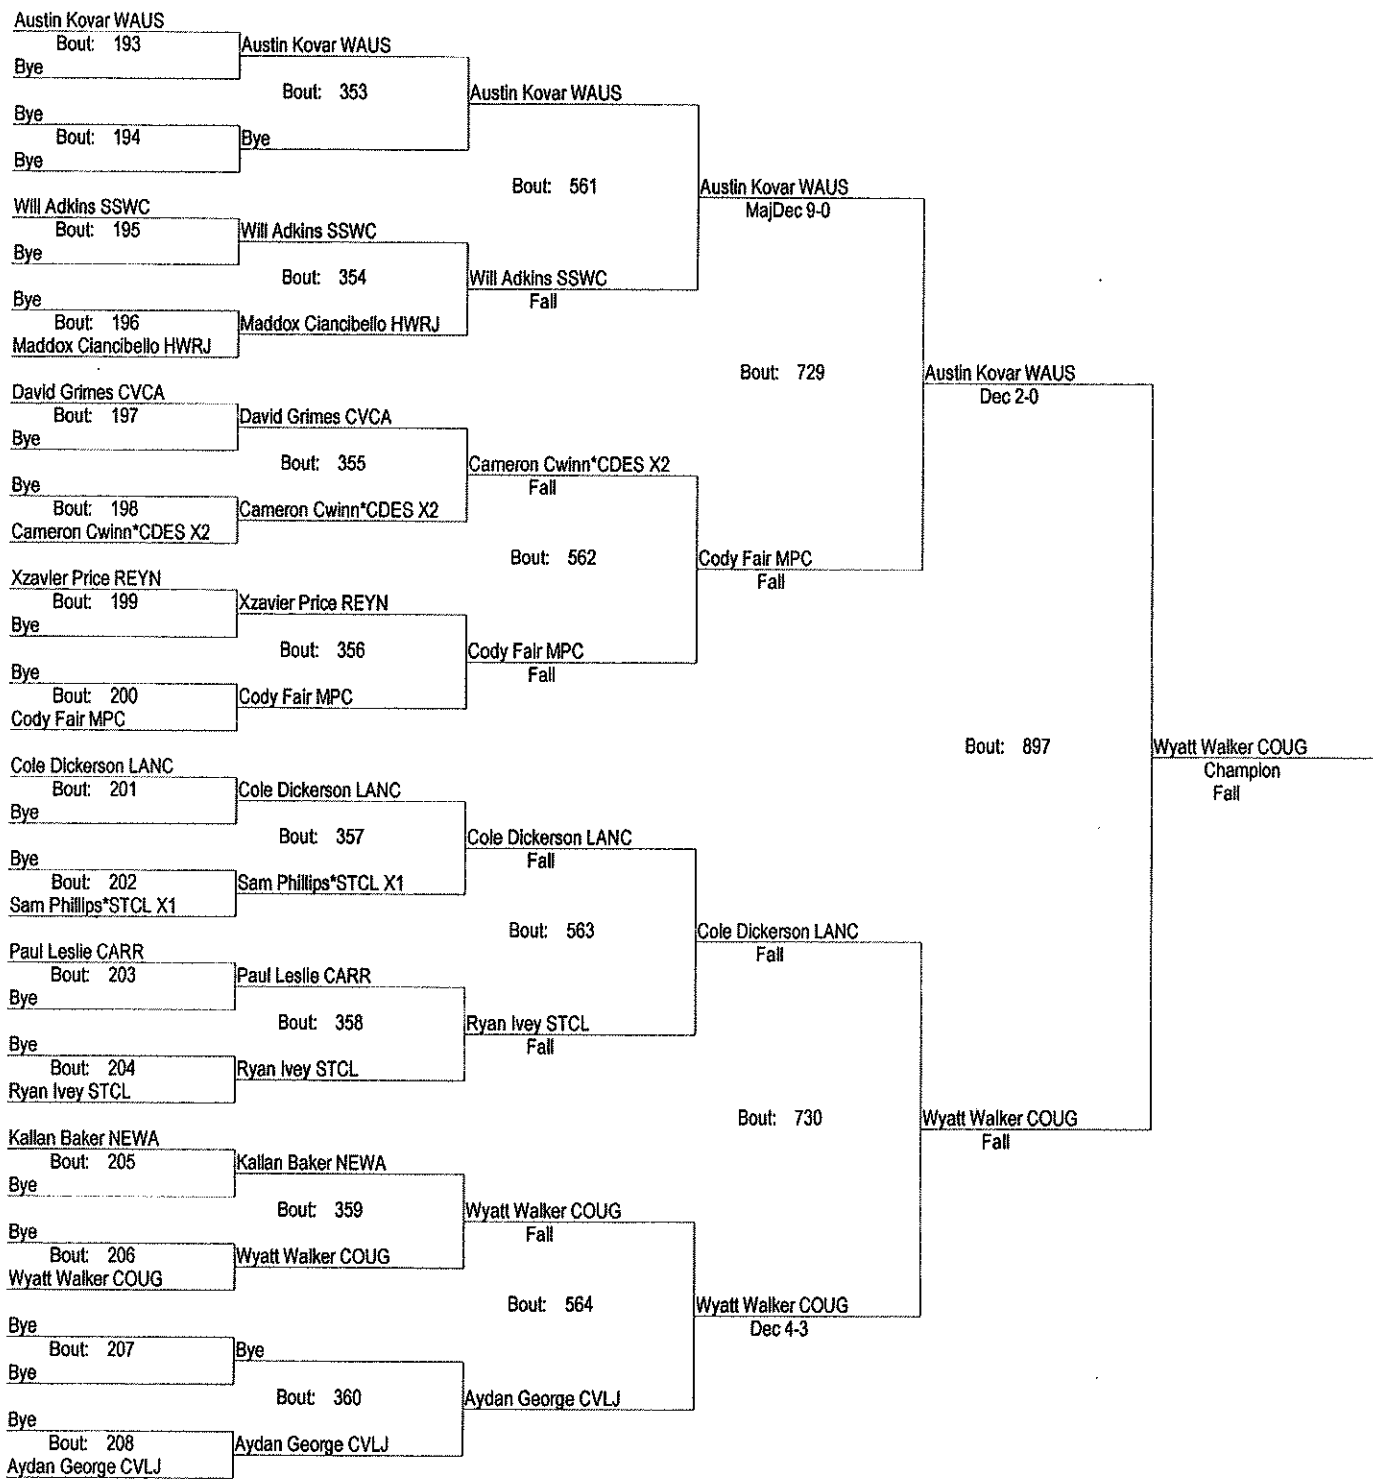 Austin Kovar WAUS
Bout: 193
Bye
Austin Kovar WAUS
Bout: 353
Austin Kovar WAUS
Bye
Bout: 194
Bye
Bye
Bout: 561
Austin Kovar WAUS
MajDec 9-0
Will Adkins SSWC
Bout: 195
Bye
Will Adkins SSWC
Bout: 354
Will Adkins SSWC
Fall
Bye
Bout: 196
Maddox Ciancibello HWRJ
Maddox Ciancibello HWRJ
Bout: 729
Austin Kovar WAUS
Dec 2-0
David Grimes CVCA
Bout: 197
Bye
David Grimes CVCA
Bout: 355
Cameron Cwinn*CDES X2
Fall
Bye
Bout: 198
Cameron Cwinn*CDES X2
Cameron Cwinn*CDES X2
Bout: 562
Cody Fair MPC
Fall
Xzavier Price REYN
Bout: 199
Bye
Xzavier Price REYN
Bout: 356
Cody Fair MPC
Fall
Bye
Bout: 200
Cody Fair MPC
Cody Fair MPC
Bout: 897
Wyatt Walker COUG
Champion
Fall
Cole Dickerson LANC
Bout: 201
Bye
Cole Dickerson LANC
Bout: 357
Cole Dickerson LANC
Fall
Bye
Bout: 202
Sam Phillips*STCL X1
Sam Phillips*STCL X1
Bout: 563
Cole Dickerson LANC
Fall
Paul Leslie CARR
Bout: 203
Bye
Paul Leslie CARR
Bout: 358
Ryan Ivey STCL
Fall
Bye
Bout: 204
Ryan Ivey STCL
Ryan Ivey STCL
Bout: 730
Wyatt Walker COUG
Fall
Kallan Baker NEWA
Bout: 205
Bye
Kallan Baker NEWA
Bout: 359
Wyatt Walker COUG
Fall
Bye
Bout: 206
Wyatt Walker COUG
Wyatt Walker COUG
Bout: 564
Wyatt Walker COUG
Dec 4-3
Bye
Bout: 207
Bye
Bye
Bout: 360
Aydan George CVLJ
Bye
Bout: 208
Aydan George CVLJ
Aydan George CVLJ